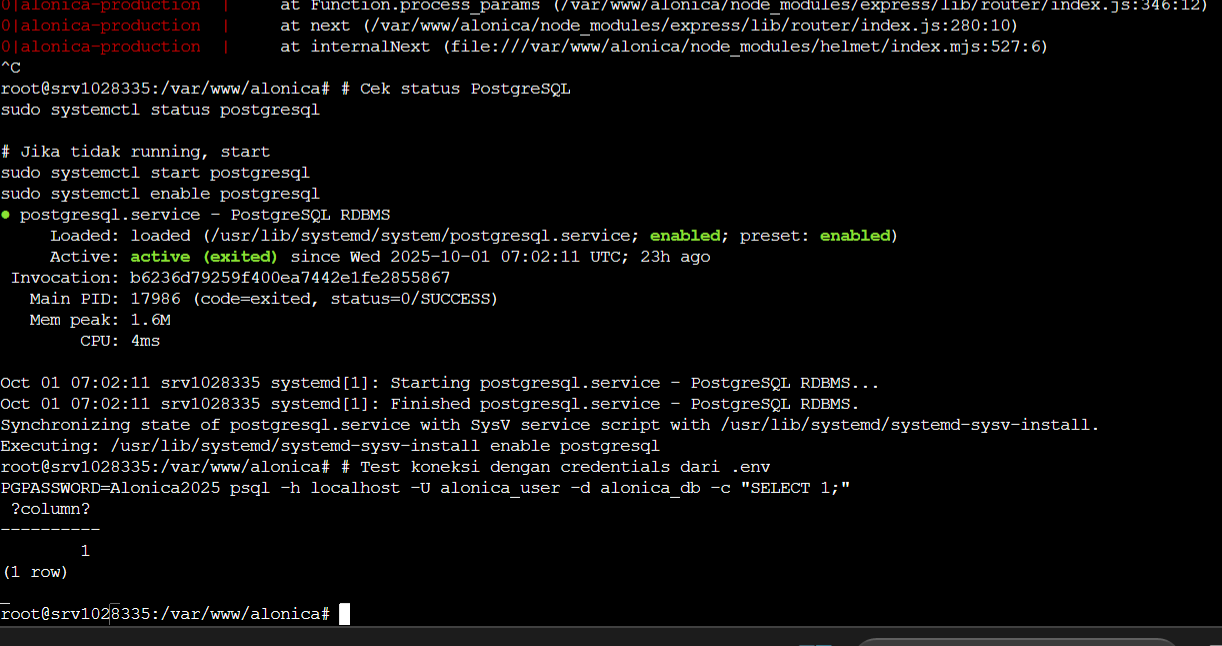 0|alonica-production  |     at Function.process_params (/var/www/alonica/node_modules/express/lib/router/index.js:346:12)
0|alonica-production  |     at next (/var/www/alonica/node_modules/express/lib/router/index.js:280:10)
0|alonica-production  |     at internalNext (file:///var/www/alonica/node_modules/helmet/index.mjs:527:6)
^C
root@srv1028335:/var/www/alonica# # Cek status PostgreSQL
sudo systemctl status postgresql
# Jika tidak running, start
sudo systemctl start postgresql
sudo systemctl enable postgresql
● postgresql.service - PostgreSQL RDBMS
     Loaded: loaded (/usr/lib/systemd/system/postgresql.service; enabled; preset: enabled)
     Active: active (exited) since Wed 2025-10-01 07:02:11 UTC; 23h ago
 Invocation: b6236d79259f400ea7442e1fe2855867
   Main PID: 17986 (code=exited, status=0/SUCCESS)
   Mem peak: 1.6M
        CPU: 4ms
Oct 01 07:02:11 srv1028335 systemd[1]: Starting postgresql.service - PostgreSQL RDBMS...
Oct 01 07:02:11 srv1028335 systemd[1]: Finished postgresql.service - PostgreSQL RDBMS.
Synchronizing state of postgresql.service with SysV service script with /usr/lib/systemd/systemd-sysv-install.
Executing: /usr/lib/systemd/systemd-sysv-install enable postgresql
root@srv1028335:/var/www/alonica# # Test koneksi dengan credentials dari .env
PGPASSWORD=Alonica2025 psql -h localhost -U alonica_user -d alonica_db -c "SELECT 1;"
 ?column?
----------
        1
(1 row)
root@srv1028335:/var/www/alonica#